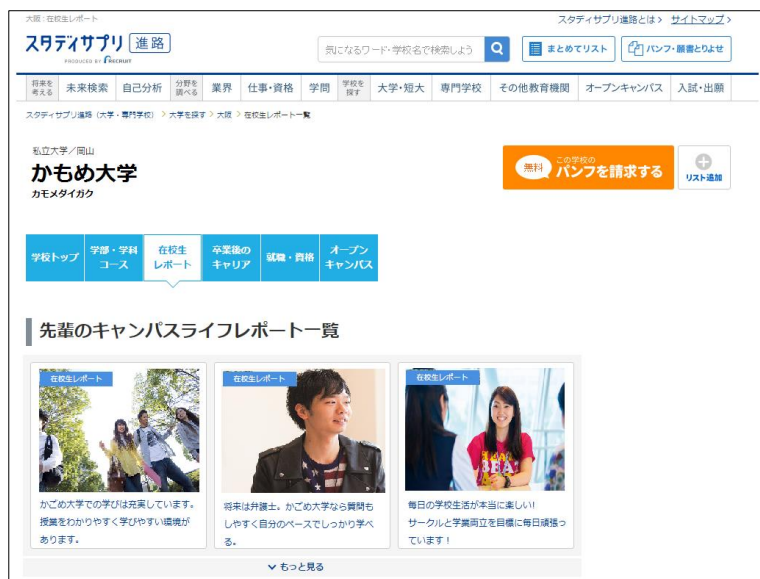 大阪:在校生レポート
スタディサプリ進路とは サイトマップ
スタディサプリ 進路
PRODUCED BY RECRUIT
気になるワード・学校名で検索しよう
まとめてリスト
パンフ・願書とりよせ
将来を考える 未来検索 自己分析 分野を調べる 業界 仕事・資格 学問 学校を探す 大学・短大 専門学校 その他教育機関 オープンキャンパス 入試・出願
スタディサプリ進路(大学・専門学校) > 大学を探す > 大阪 > 在校生レポート一覧
私立大学/岡山
かもめ大学
カモメダイガク
無料 この学校の パンフを請求する
リスト追加
学校トップ 学部・学科コース 在校生レポート 卒業後のキャリア 就職・資格 オープンキャンパス
先輩のキャンパスライフレポート一覧
在校生レポート
かごめ大学での学びは充実しています。
授業をわかりやすく学びやすい環境が
あります。
在校生レポート
将来は弁護士。かごめ大学なら質問も
しやすく自分のペースでしっかり学べ
る。
在校生レポート
毎日の学校生活が本当に楽しい!
サークルと学業両立を目標に毎日頑張っ
ています!
もっと見る